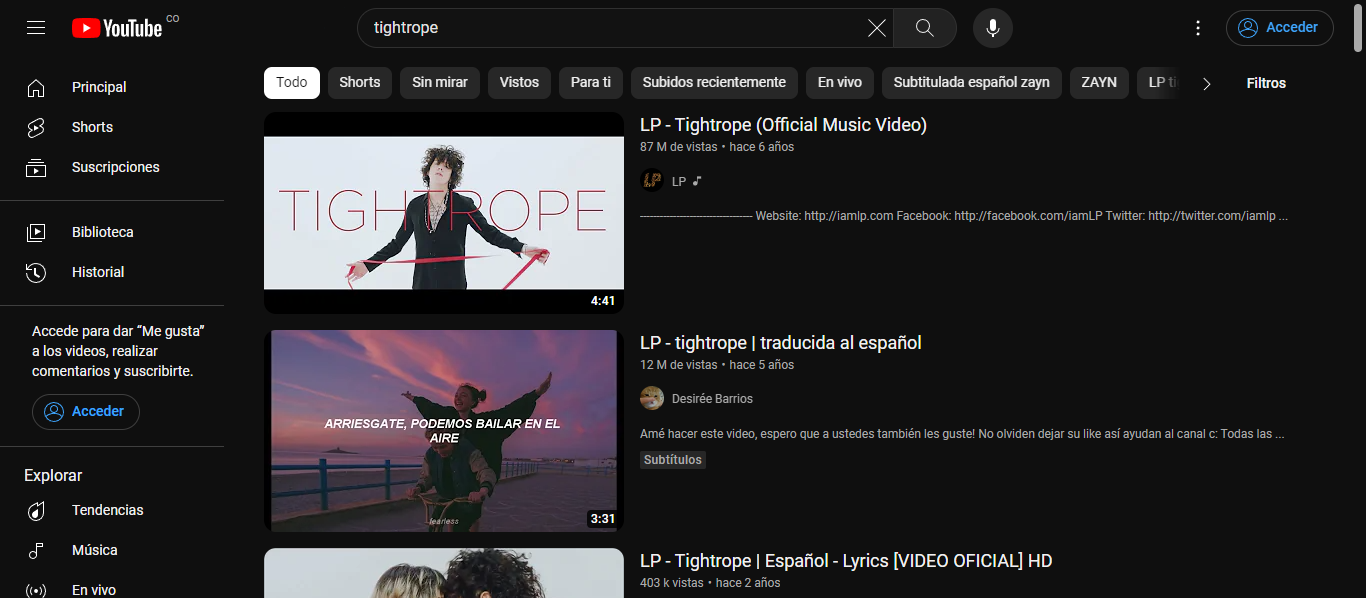 YouTube CO
tightrope
Acceder
Principal
Shorts
Suscripciones
Biblioteca
Historial
Accede para dar “Me gusta”
a los videos, realizar
comentarios y suscribirte.
Acceder
Explorar
Tendencias
Música
En vivo
Todo
Shorts
Sin mirar
Vistos
Para ti
Subidos recientemente
En vivo
Subtitulada español zayn
ZAYN
LP
Filtros
TIGHTROPE
4:41
LP - Tightrope (Official Music Video)
87 M de vistas • hace 6 años
LP
LP
---------------------------------- Website: http://iamlp.com Facebook: http://facebook.com/iamLP Twitter: http://twitter.com/iamlp ...
ARRIESGATE, PODEMOS BAILAR EN EL
AIRE
fearless
3:31
LP - tightrope | traducida al español
12 M de vistas • hace 5 años
Desirée Barrios
Amé hacer este video, espero que a ustedes también les guste! No olviden dejar su like así ayudan al canal c: Todas las ...
Subtítulos
LP - Tightrope | Español - Lyrics [VIDEO OFICIAL] HD
403 k vistas • hace 2 años